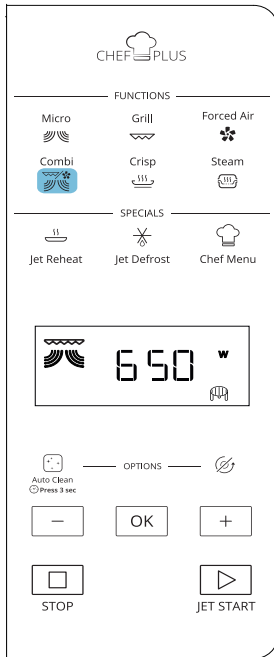 CHEF PLUS
FUNCTIONS
Micro Grill Forced Air
Combi Crisp Steam
SPECIALS
Jet Reheat Jet Defrost Chef Menu
650 W
OPTIONS
Auto Clean
Press 3 sec
− OK +
STOP JET START